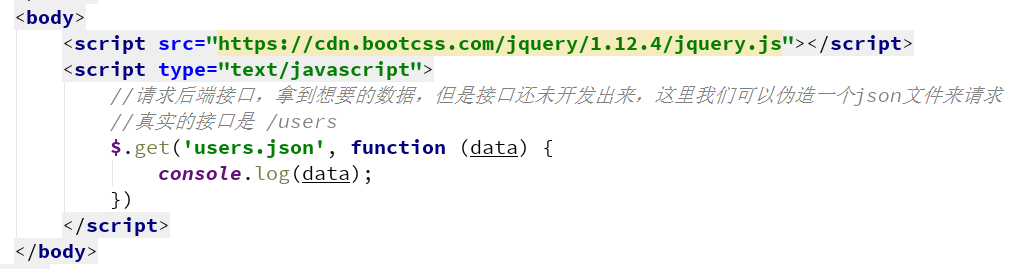 <body>
<script src="https://cdn.bootcss.com/jquery/1.12.4/jquery.js"></script>
<script type="text/javascript">
//请求后端接口，拿到想要的数据，但是接口还未开发出来，这里我们可以伪造一个json文件来请求
//真实的接口是 /users
$.get('users.json', function (data) {
console.log(data);
})
</script>
</body>